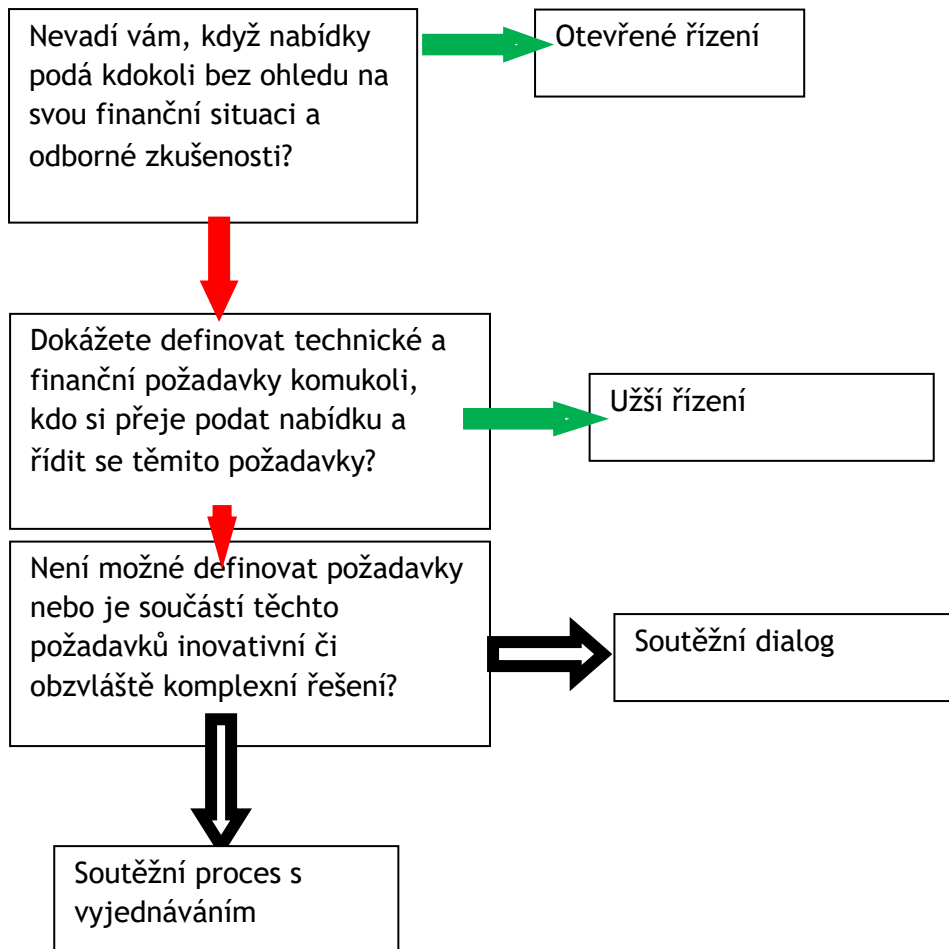 Nevadí vám, když nabídky
podá kdokoli bez ohledu na
svou finanční situaci a
odborné zkušenosti?
Otevřené řízení
Dokážete definovat technické a
finanční požadavky komukoli,
kdo si přeje podat nabídku a
řídit se těmito požadavky?
Užší řízení
Není možné definovat požadavky
nebo je součástí těchto
požadavků inovativní či
obzvláště komplexní řešení?
Soutěžní dialog
Soutěžní proces s
vyjednáváním